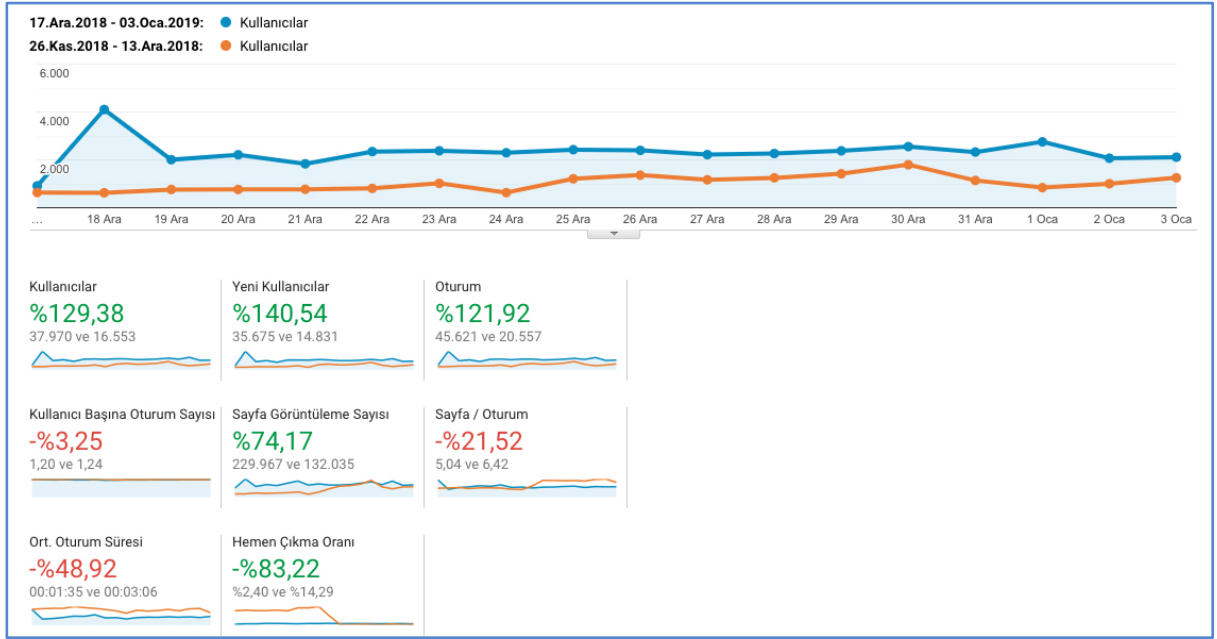 17.Ara.2018 - 03.Oca.2019: Kullanıcılar
26.Kas.2018 - 13.Ara.2018: Kullanıcılar
6.000
4.000
2.000
... 18 Ara 19 Ara 20 Ara 21 Ara 22 Ara 23 Ara 24 Ara 25 Ara 26 Ara 27 Ara 28 Ara 29 Ara 30 Ara 31 Ara 1 Oca 2 Oca 3 Oca
Kullanıcılar Yeni Kullanıcılar Oturum
%129,38 %140,54 %121,92
37.970 ve 16.553 35.675 ve 14.831 45.621 ve 20.557
Kullanıcı Başına Oturum Sayısı Sayfa Görüntüleme Sayısı Sayfa / Oturum
-%3,25 %74,17 -%21,52
1,20 ve 1,24 229.967 ve 132.035 5,04 ve 6,42
Ort. Oturum Süresi Hemen Çıkma Oranı
-%48,92 -%83,22
00:01:35 ve 00:03:06 %2,40 ve %14,29